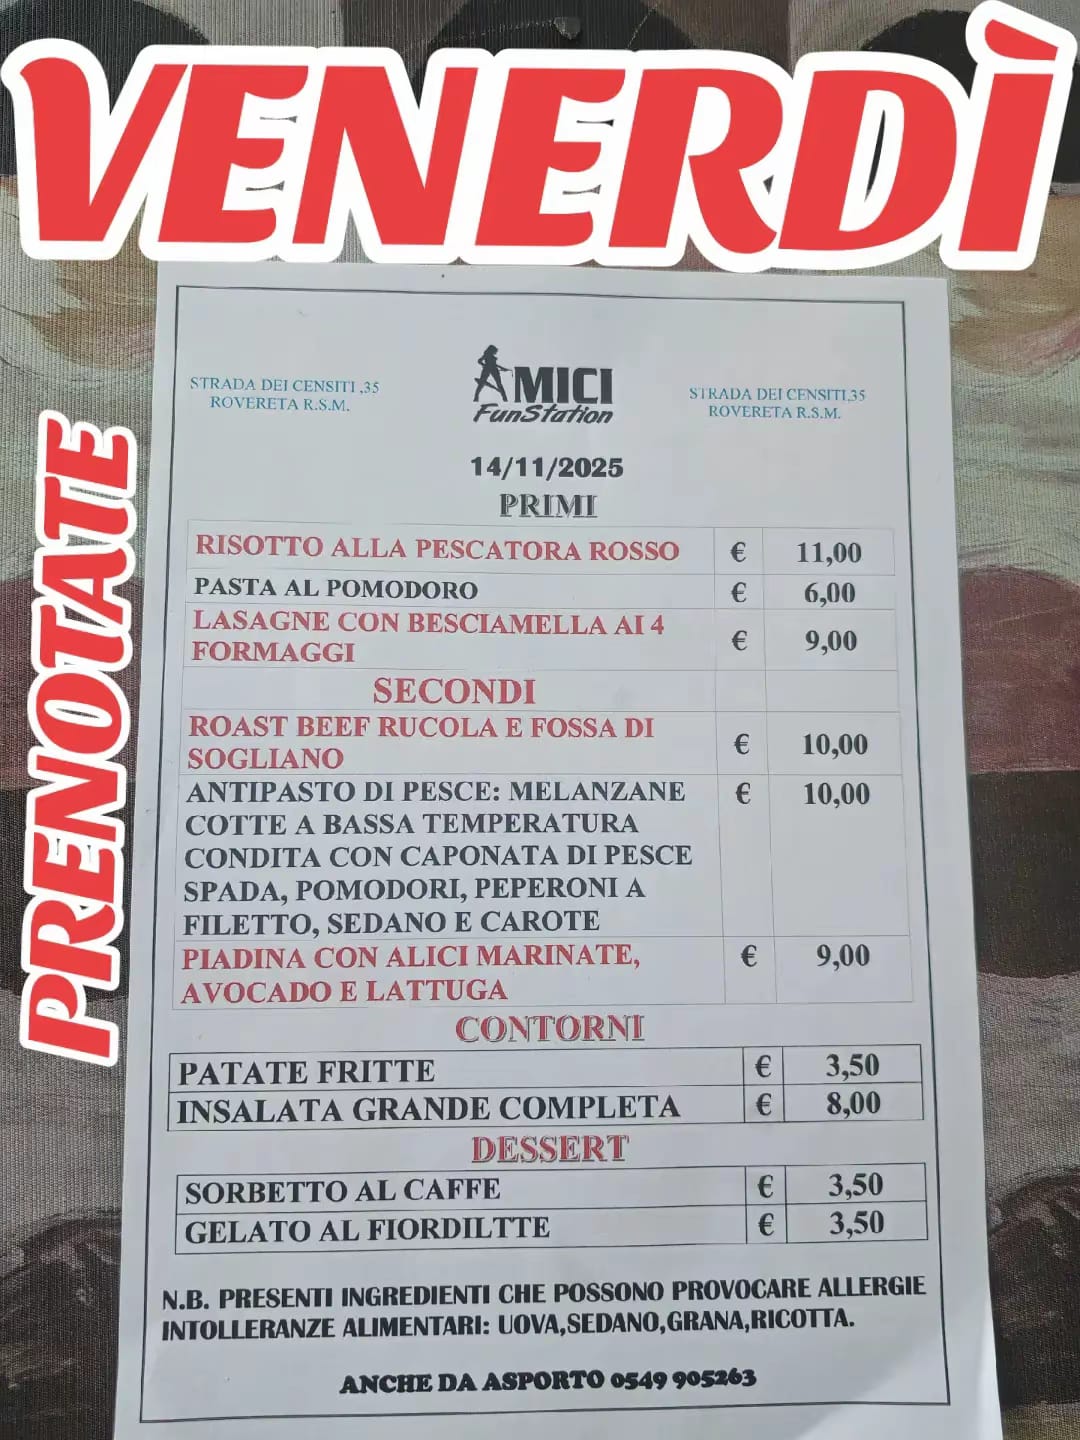 VENERDÌ
PRENOTATE
STRADA DEI CENSITI ,35
ROVERETA R.S.M.
AMICI
FunStation
STRADA DEI CENSITI,35
ROVERETA R.S.M.
14/11/2025
PRIMI
RISOTTO ALLA PESCATORA ROSSO € 11,00
PASTA AL POMODORO € 6,00
LASAGNE CON BESCIAMELLA AI 4
FORMAGGI € 9,00
SECONDI
ROAST BEEF RUCOLA E FOSSA DI
SOGLIANO € 10,00
ANTIPASTO DI PESCE: MELANZANE € 10,00
COTTE A BASSA TEMPERATURA
CONDITA CON CAPONATA DI PESCE
SPADA, POMODORI, PEPERONI A
FILETTO, SEDANO E CAROTE
PIADINA CON ALICI MARINATE, € 9,00
AVOCADO E LATTUGA
CONTORNI
PATATE FRITTE € 3,50
INSALATA GRANDE COMPLETA € 8,00
DESSERT
SORBETTO AL CAFFE € 3,50
GELATO AL FIORDILTTE € 3,50
N.B. PRESENTI INGREDIENTI CHE POSSONO PROVOCARE ALLERGIE
INTOLLERANZE ALIMENTARI: UOVA,SEDANO,GRANA,RICOTTA.
ANCHE DA ASPORTO 0549 905263